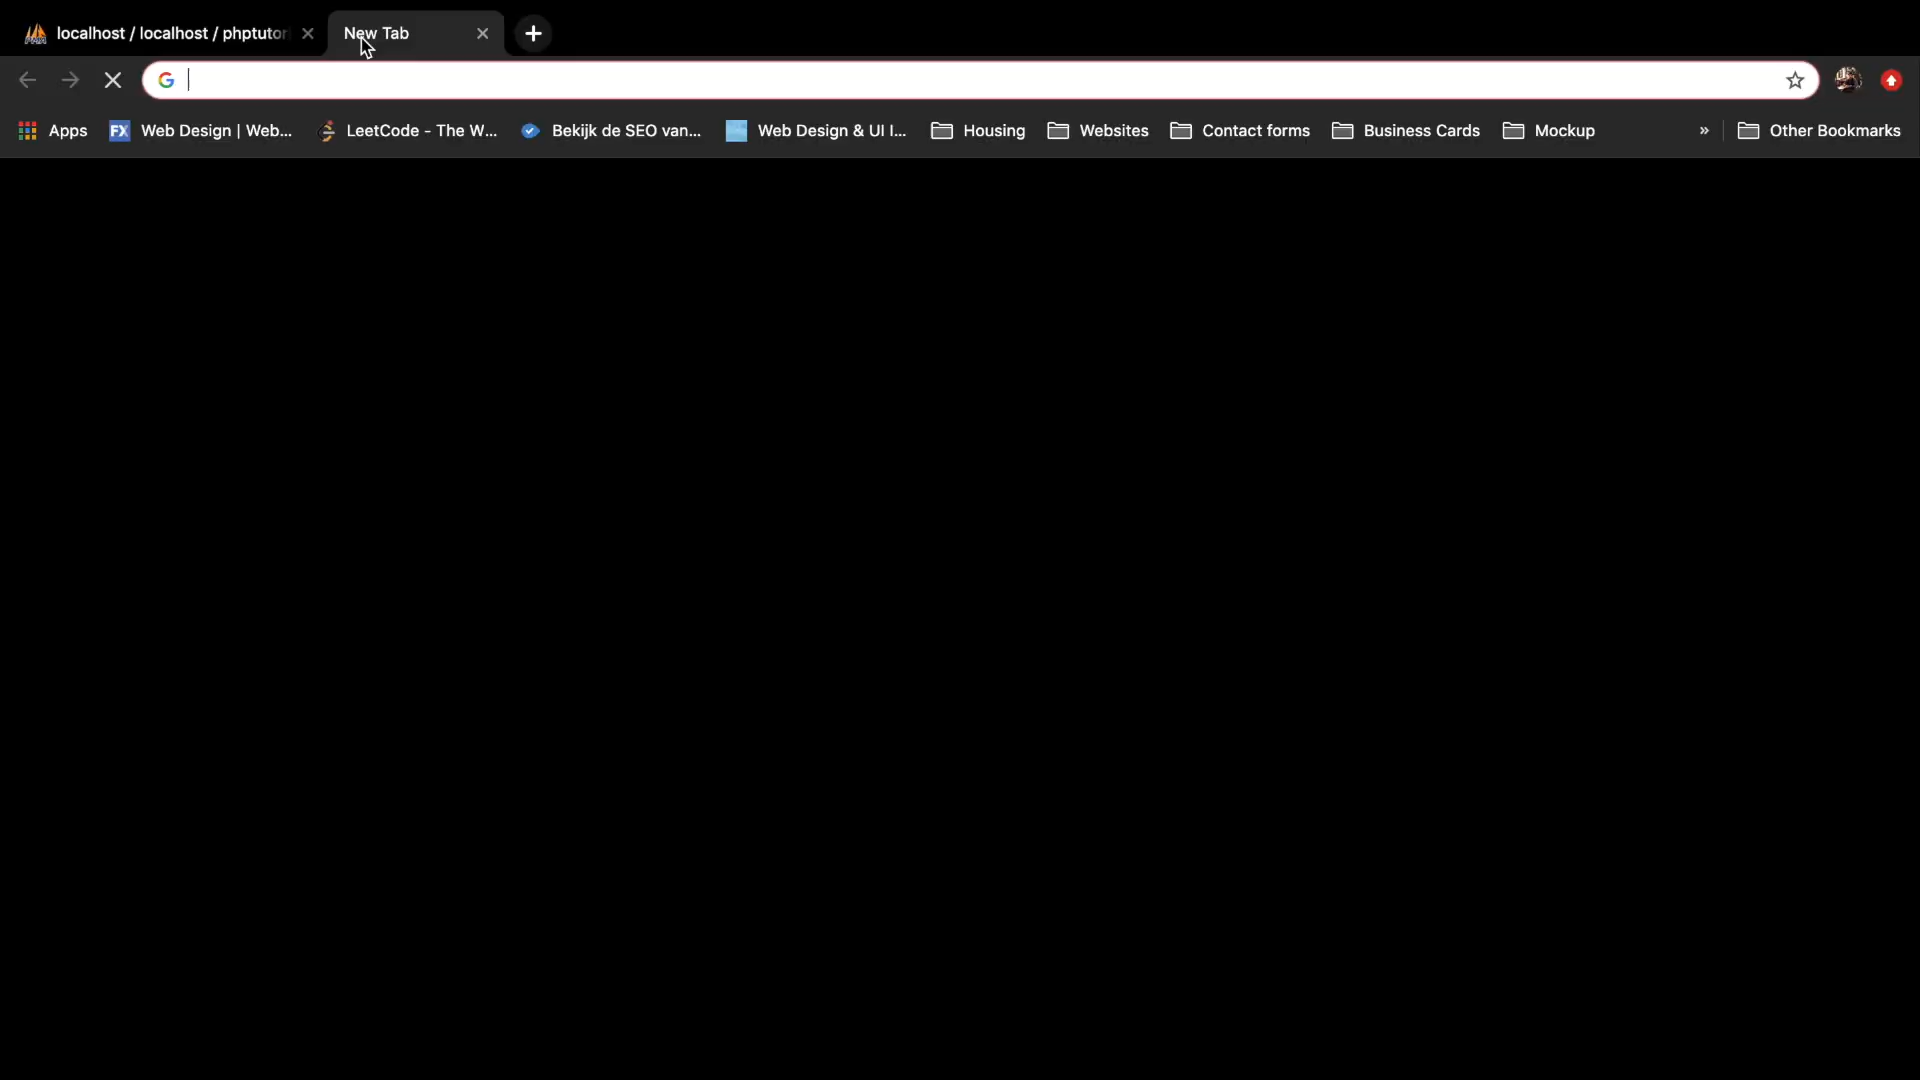 localhost / localhost / phptutor
New Tab
Apps
FX
Web Design | Web...
LeetCode - The W...
Bekijk de SEO van...
Web Design & UI I...
Housing
Websites
Contact forms
Business Cards
Mockup
»
Other Bookmarks